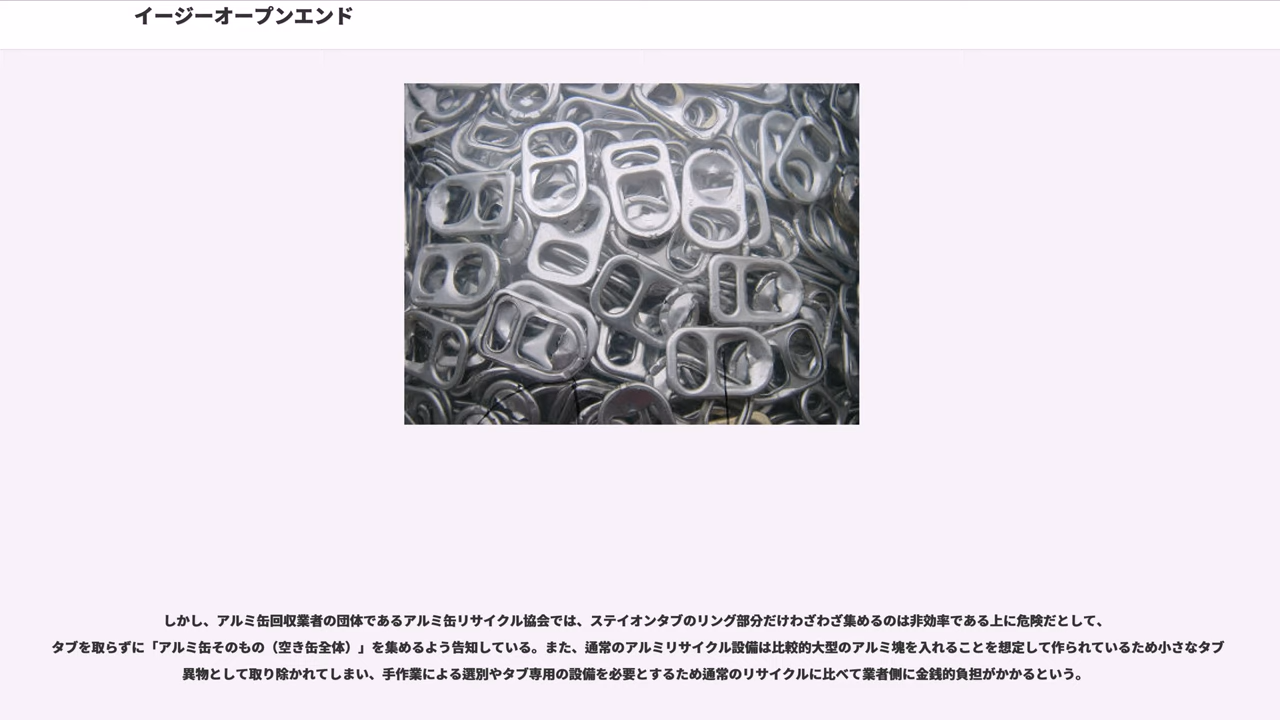 イージーオープンエンド
しかし、アルミ缶回収業者の団体であるアルミ缶リサイクル協会では、ステイオンタブのリング部分だけわざわざ集めるのは非効率である上に危険だとして、
タブを取らずに「アルミ缶そのもの（空き缶全体）」を集めるよう告知している。また、通常のアルミリサイクル設備は比較的大型のアルミ塊を入れることを想定して作られているため小さなタブ
異物として取り除かれてしまい、手作業による選別やタブ専用の設備を必要とするため通常のリサイクルに比べて業者側に金銭的負担がかかるという。